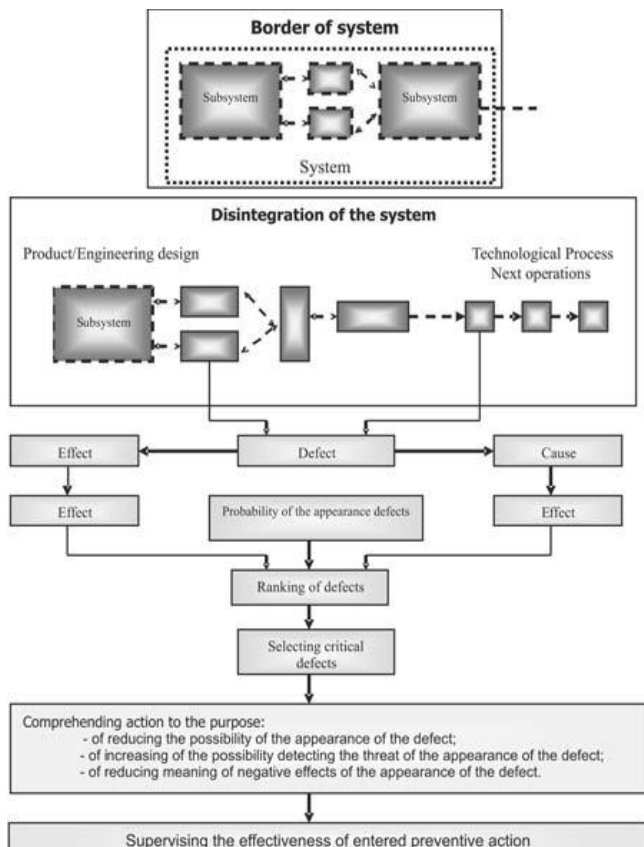 Border of system
Subsystem
Subsystem
System
Disintegration of the system
Product/Engineering design
Technological Process
Next operations
Subsystem
Effect
Defect
Cause
Effect
Probability of the appearance defects
Effect
Ranking of defects
Selecting critical
defects
Comprehending action to the purpose:
- of reducing the possibility of the appearance of the defect;
- of increasing of the possibility detecting the threat of the appearance of the defect;
- of reducing meaning of negative effects of the appearance of the defect.
Supervising the effectiveness of entered preventive action